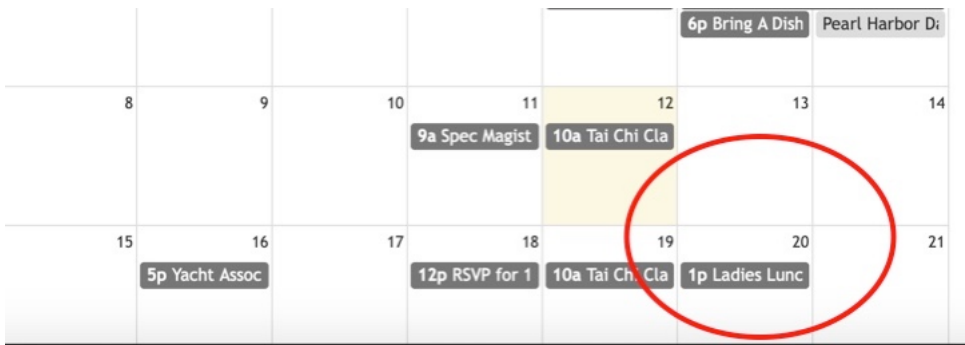 6p Bring A Dish Pearl Harbor Da
8 9 10 11 12 13 14
9a Spec Magist 10a Tai Chi Cla
15 16 17 18 19 20 21
5p Yacht Assoc 12p RSVP for 1 10a Tai Chi Cla 1p Ladies Lunc